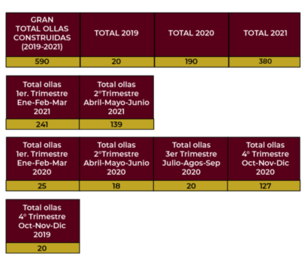 GRAN
TOTAL OLLAS
CONSTRUIDAS
(2019-2021)
TOTAL 2019
TOTAL 2020
TOTAL 2021
590
20
190
380
Total ollas
1er. Trimestre
Ene-Feb-Mar
2021
Total ollas
2°Trimestre
Abril-Mayo-Junio
2021
241
139
Total ollas
1er. Trimestre
Ene-Feb-Mar
2020
Total ollas
2°Trimestre
Abril-Mayo-Junio
2020
Total ollas
3er Trimestre
Julio-Agos-Sep
2020
Total ollas
4° Trimestre
Oct-Nov-Dic
2020
25
18
20
127
Total ollas
4° Trimestre
Oct-Nov-Dic
2019
20